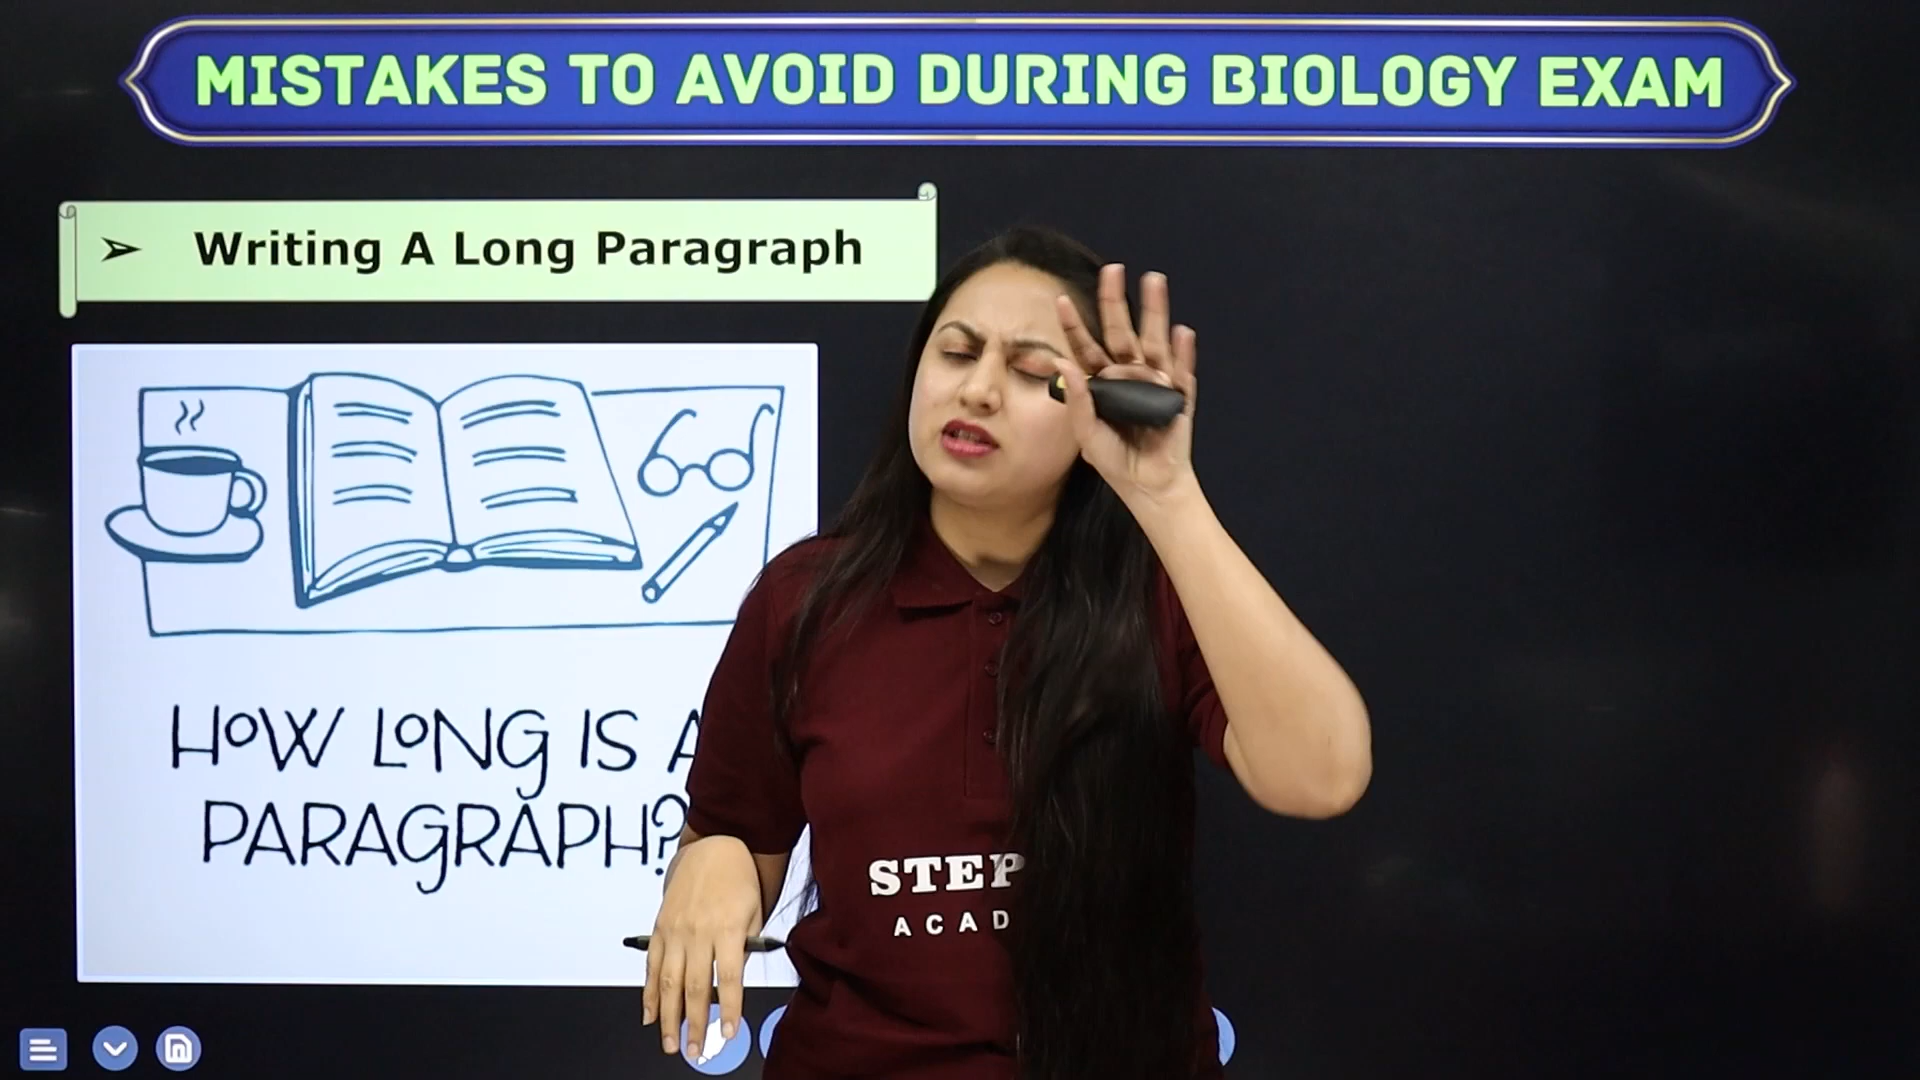 MISTAKES TO AVOID DURING BIOLOGY EXAM
➢ Writing A Long Paragraph
HOW LONG IS A
PARAGRAPH?
STEP
ACAD